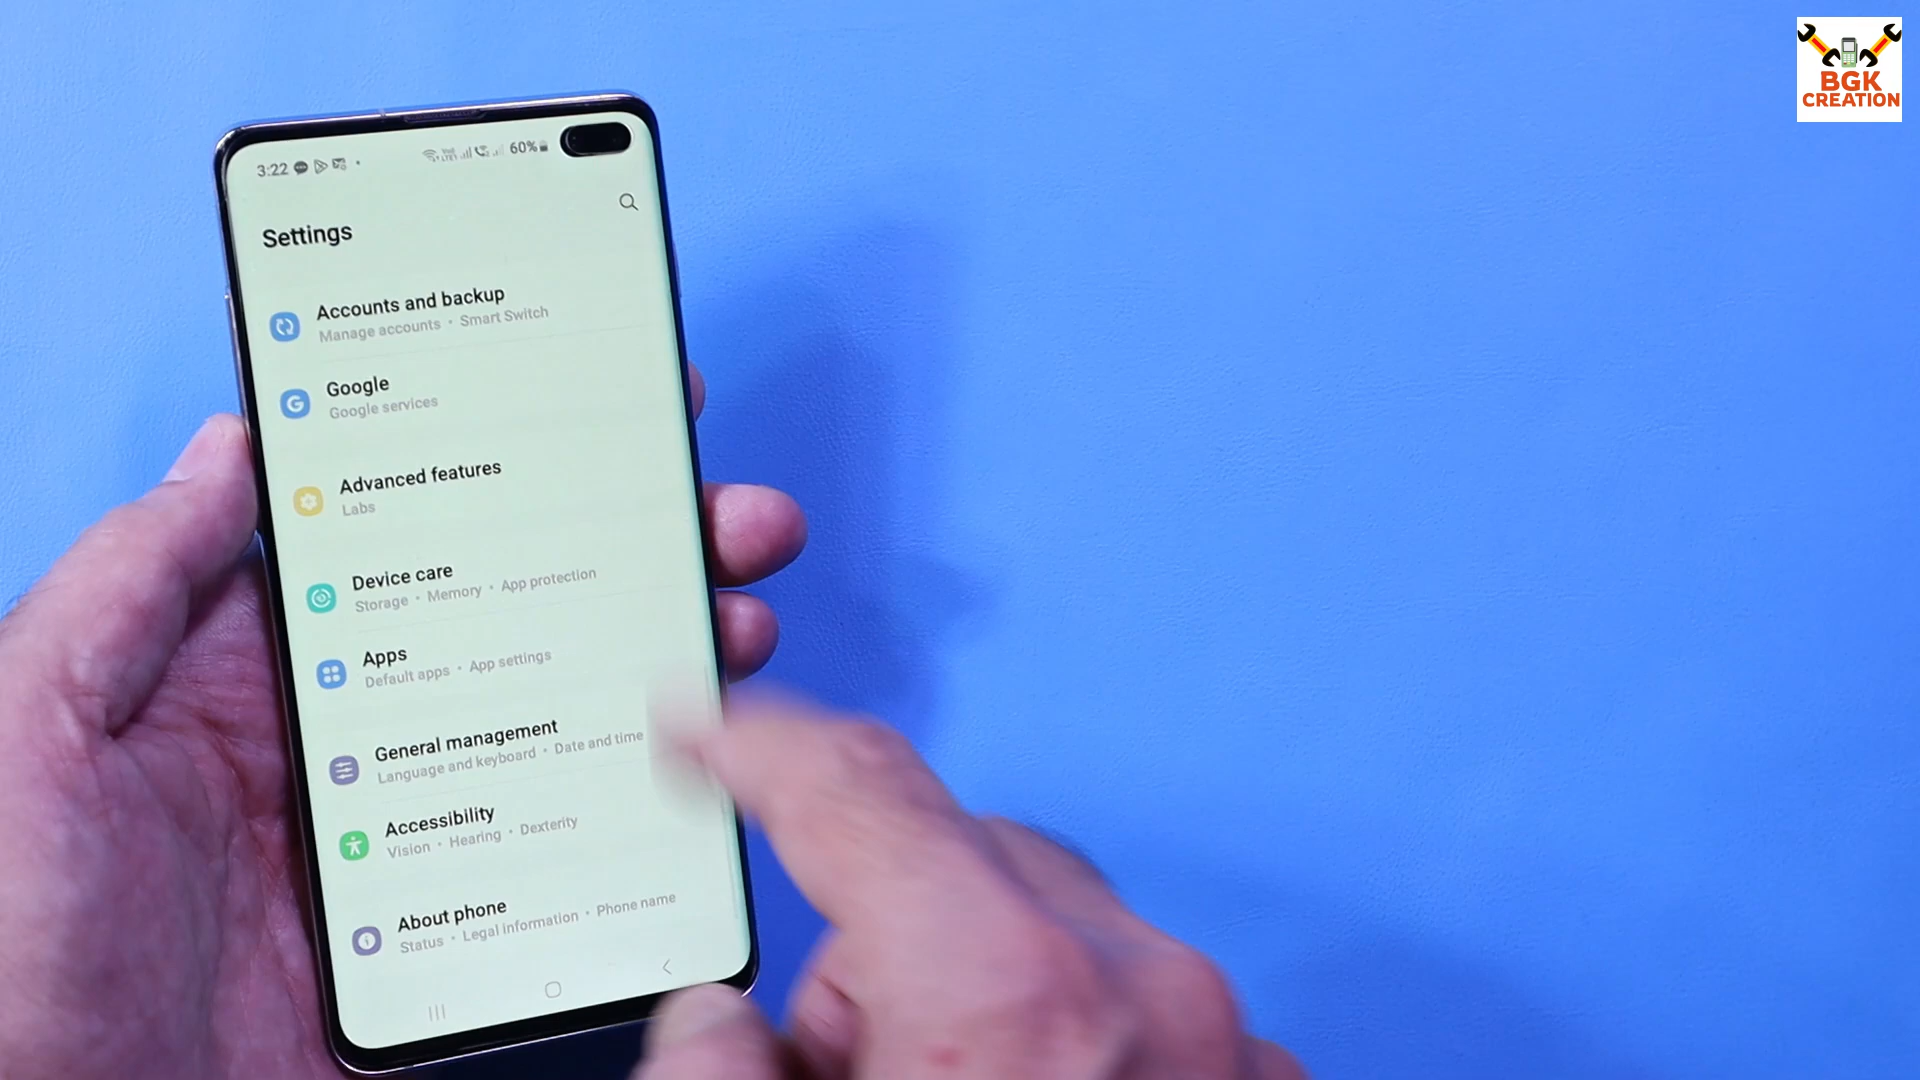 BGK
CREATION
3:22
60%
Settings
Accounts and backup
Manage accounts • Smart Switch
Google
Google services
Advanced features
Labs
Device care
Storage • Memory • App protection
Apps
Default apps • App settings
General management
Language and keyboard • Date and time
Accessibility
Vision • Hearing • Dexterity
About phone
Status • Legal information • Phone name